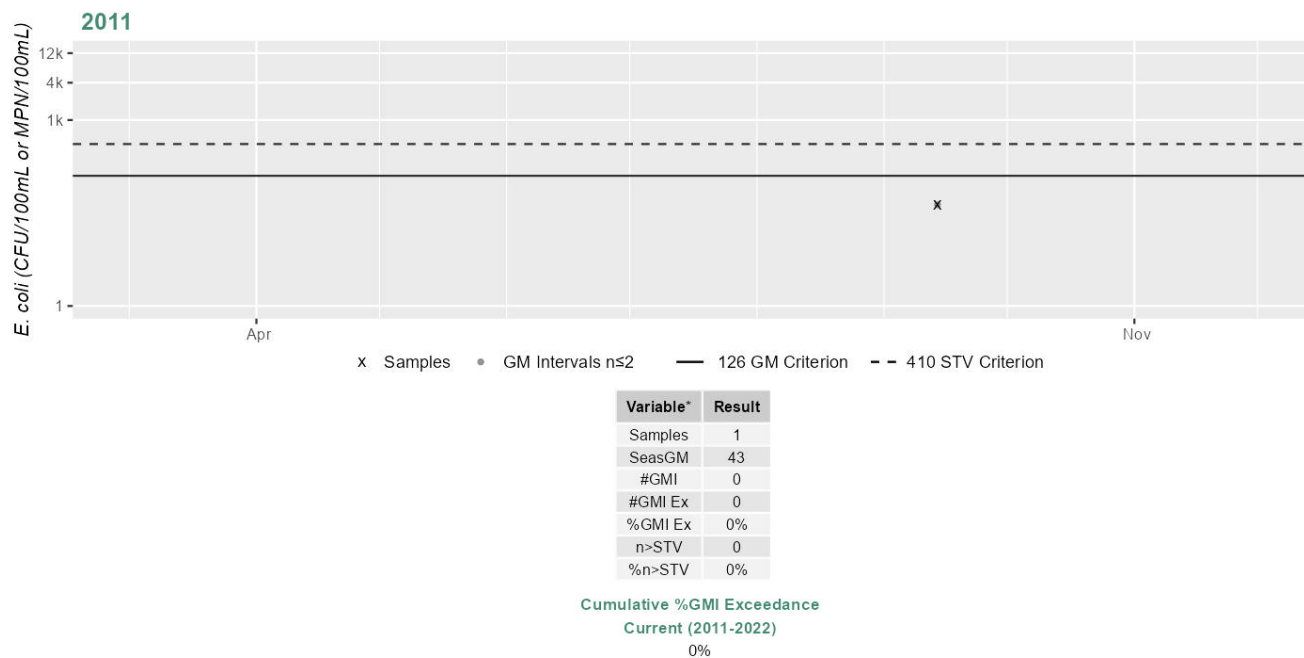 2011
E. coli (CFU/100mL or MPN/100mL)
12k
4k
1k
1
Apr
Nov
x Samples GM Intervals n≤2 126 GM Criterion 410 STV Criterion
Variable* Result
Samples 1
SeasGM 43
#GMI 0
#GMI Ex 0
%GMI Ex 0%
n>STV 0
%n>STV 0%
Cumulative %GMI Exceedance
Current (2011-2022)
0%